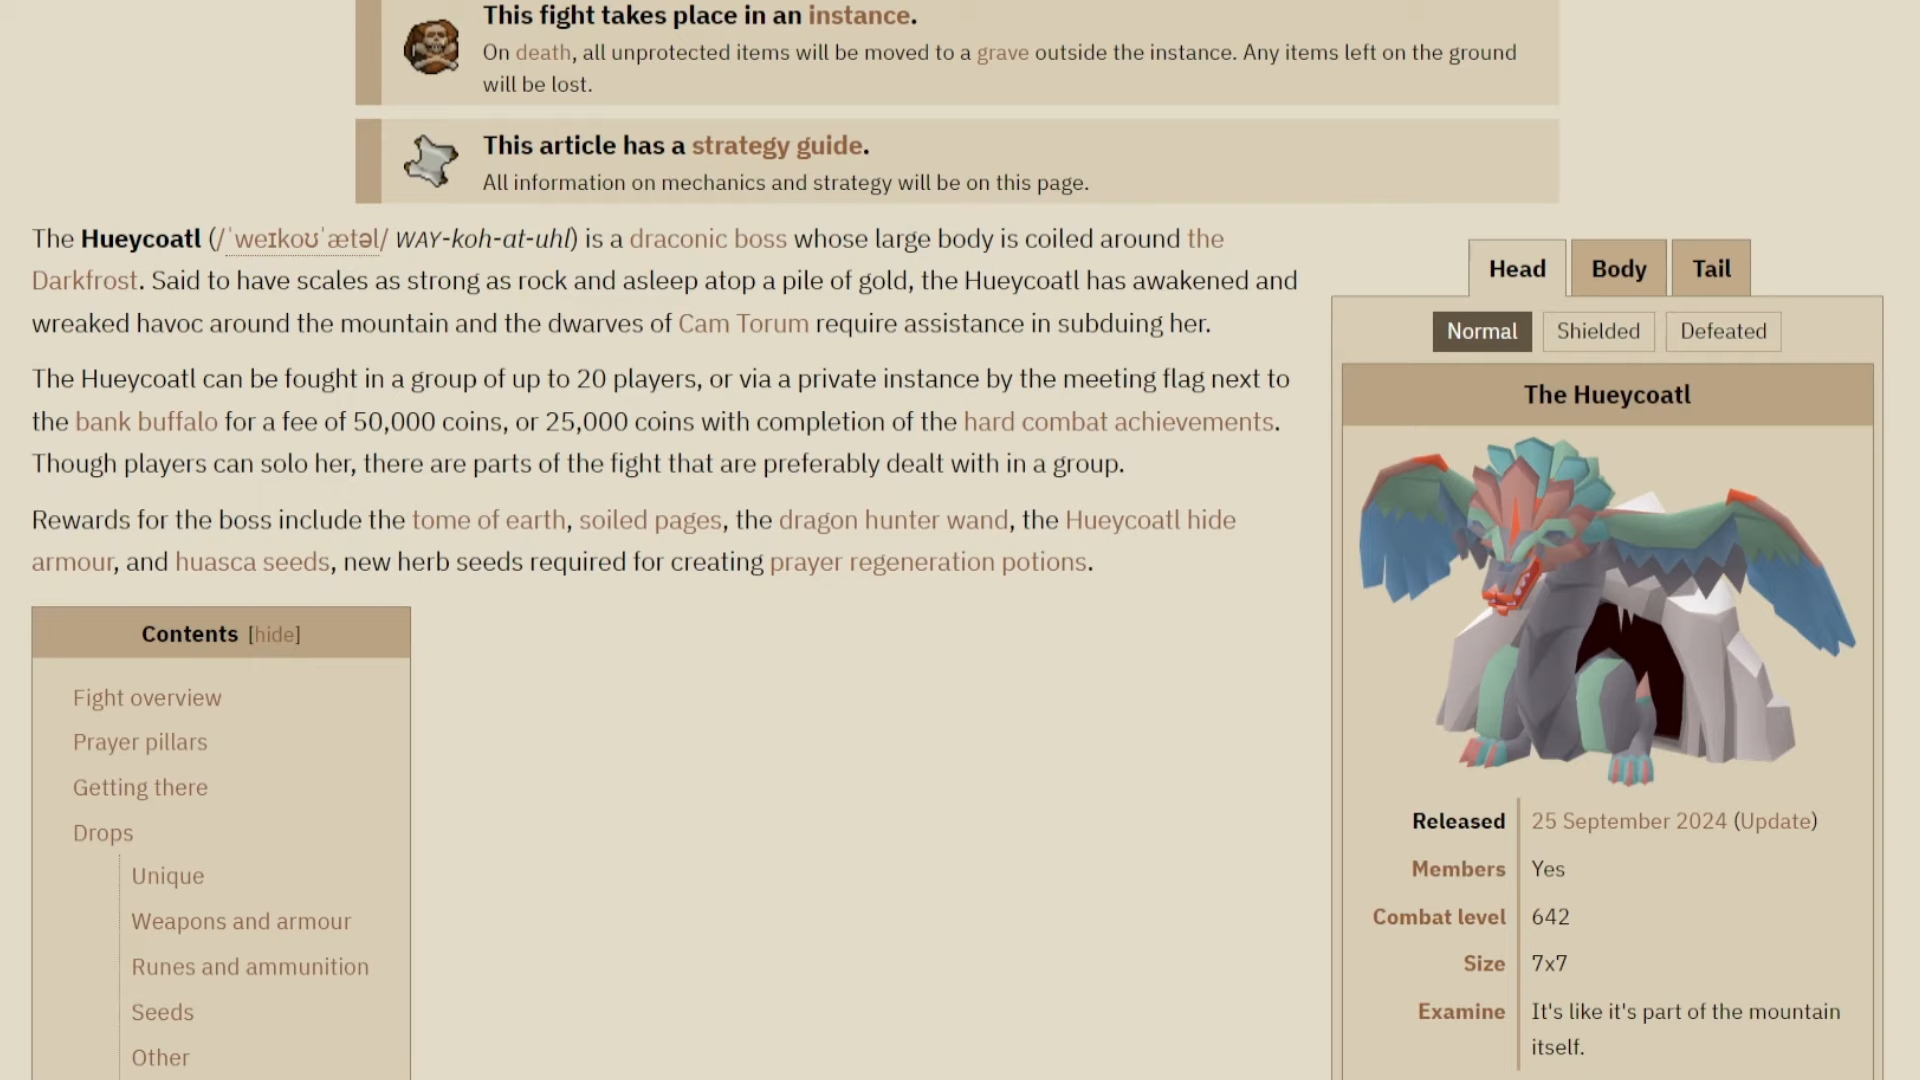 This fight takes place in an instance.
On death, all unprotected items will be moved to a grave outside the instance. Any items left on the ground
will be lost.
This article has a strategy guide.
All information on mechanics and strategy will be on this page.
The Hueycoatl (/ˈweɪkoʊˈætəl/ WAY-koh-at-uhl) is a draconic boss whose large body is coiled around the
Darkfrost. Said to have scales as strong as rock and asleep atop a pile of gold, the Hueycoatl has awakened and
wreaked havoc around the mountain and the dwarves of Cam Torum require assistance in subduing her.
The Hueycoatl can be fought in a group of up to 20 players, or via a private instance by the meeting flag next to
the bank buffalo for a fee of 50,000 coins, or 25,000 coins with completion of the hard combat achievements.
Though players can solo her, there are parts of the fight that are preferably dealt with in a group.
Rewards for the boss include the tome of earth, soiled pages, the dragon hunter wand, the Hueycoatl hide
armour, and huasca seeds, new herb seeds required for creating prayer regeneration potions.
Contents [hide]
Fight overview
Prayer pillars
Getting there
Drops
Unique
Weapons and armour
Runes and ammunition
Seeds
Other
Head Body Tail
Normal Shielded Defeated
The Hueycoatl
Released 25 September 2024 (Update)
Members Yes
Combat level 642
Size 7x7
Examine It's like it's part of the mountain
itself.